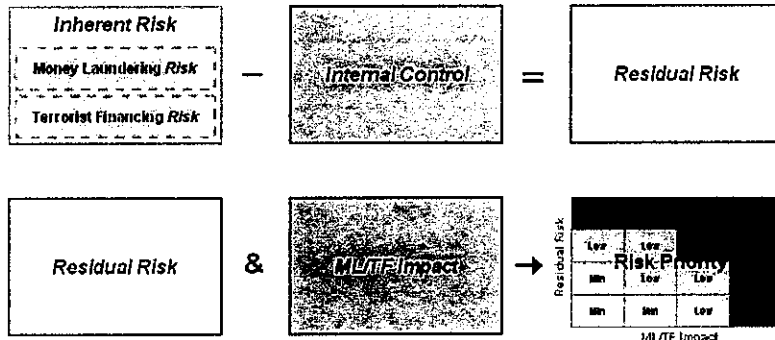 Inherent Risk
Money Laundering Risk
Terrorist Financing Risk
−
Internal Control
=
Residual Risk
Residual Risk
&
ML/TF Impact
→
Residual Risk
Low Low
Risk Priority
Min Low Low
Min Min Low
ML/TF Impact